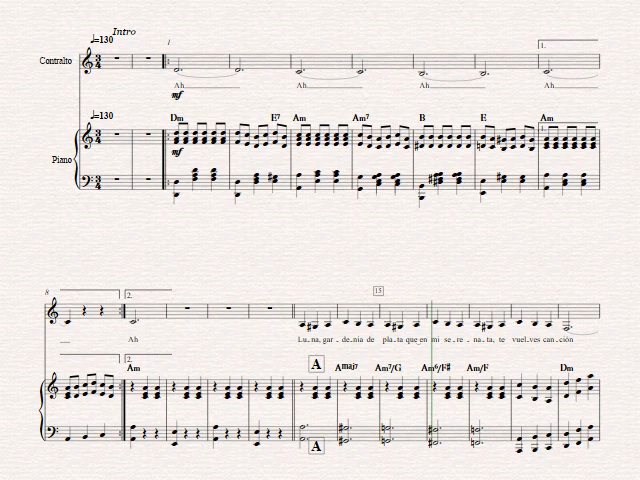 Intro
♩=130
1
1.
Contralto
Ah
Ah
Ah
Ah
mf
♩=130
Dm E7 Am Am7 B E Am
Piano
mf
8
2.
15
Ah
Lu-na, gar-de-nia de pla-ta que en mi se-re-na-ta, te vuel-ves can-ción
2.
Am A Amaj7 Am7/G Am6/F# Am/F Dm
A